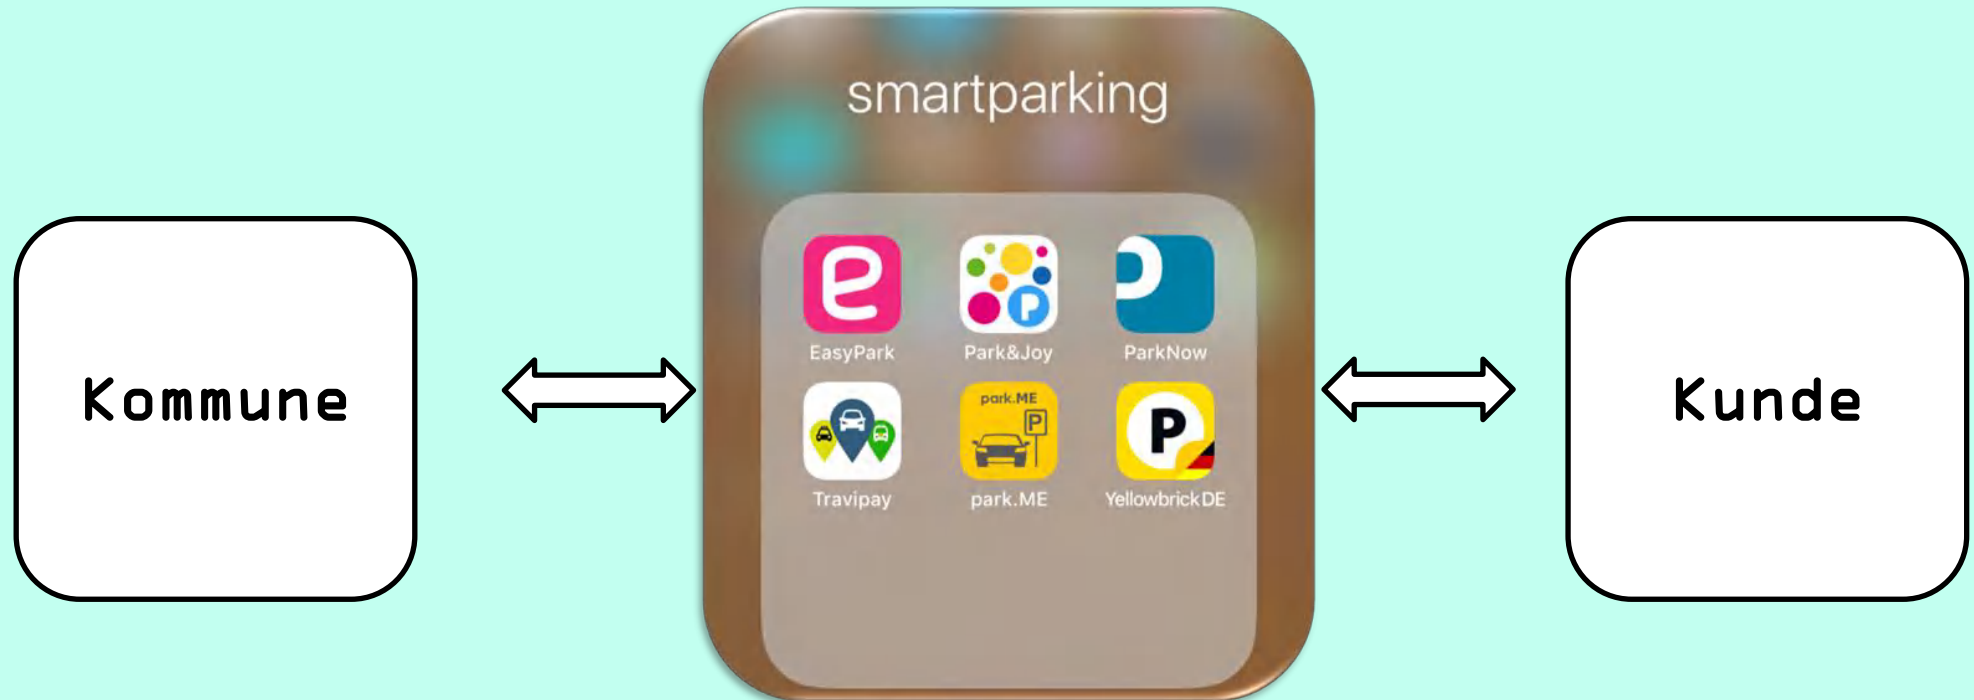 smartparking
Kommune
EasyPark
Park&Joy
ParkNow
park.ME
P
Travipay
park.ME
YellowbrickDE
P
e
P
P
Kunde